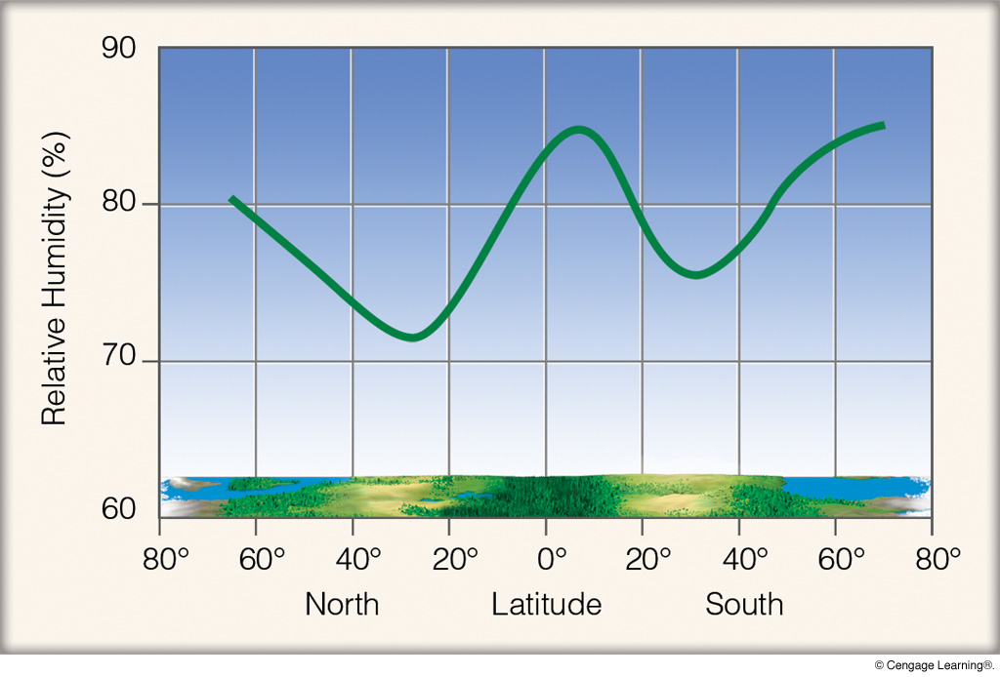 90
80
70
60
Relative Humidity (%)
80° 60° 40° 20° 0° 20° 40° 60° 80°
North Latitude South
© Cengage Learning®.